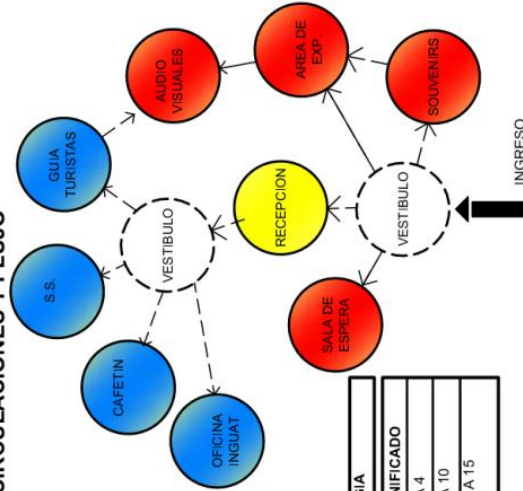 CIRCULACIONES Y FLUJO
S.S.
GUIA
TURISTAS
AUDIO
VISUALES
CAFETIN
VESTIBULO
AREA DE
EXP.
OFICINA
INGUAT
RECEPCION
SALA DE
ESPERA
VESTIBULO
SOUVENIRS
INGRESO
GIA
NIFICADO
A 4
A 10
A 15